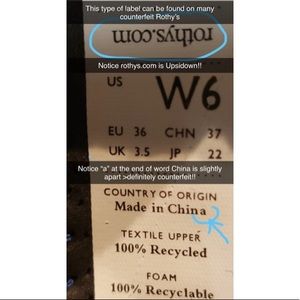 This type of label can be found on many
counterfeit Rothy's
rothys.com
Notice rothys.com is Upsidown!!
US W6
EU 36 CHN 37
UK 3.5 JP 22
Notice "a" at the end of word China is slightly
apart >definitely counterfeit!!
COUNTRY OF ORIGIN
Made in China
TEXTILE UPPER
100% Recycled
FOAM
100% Recyclable